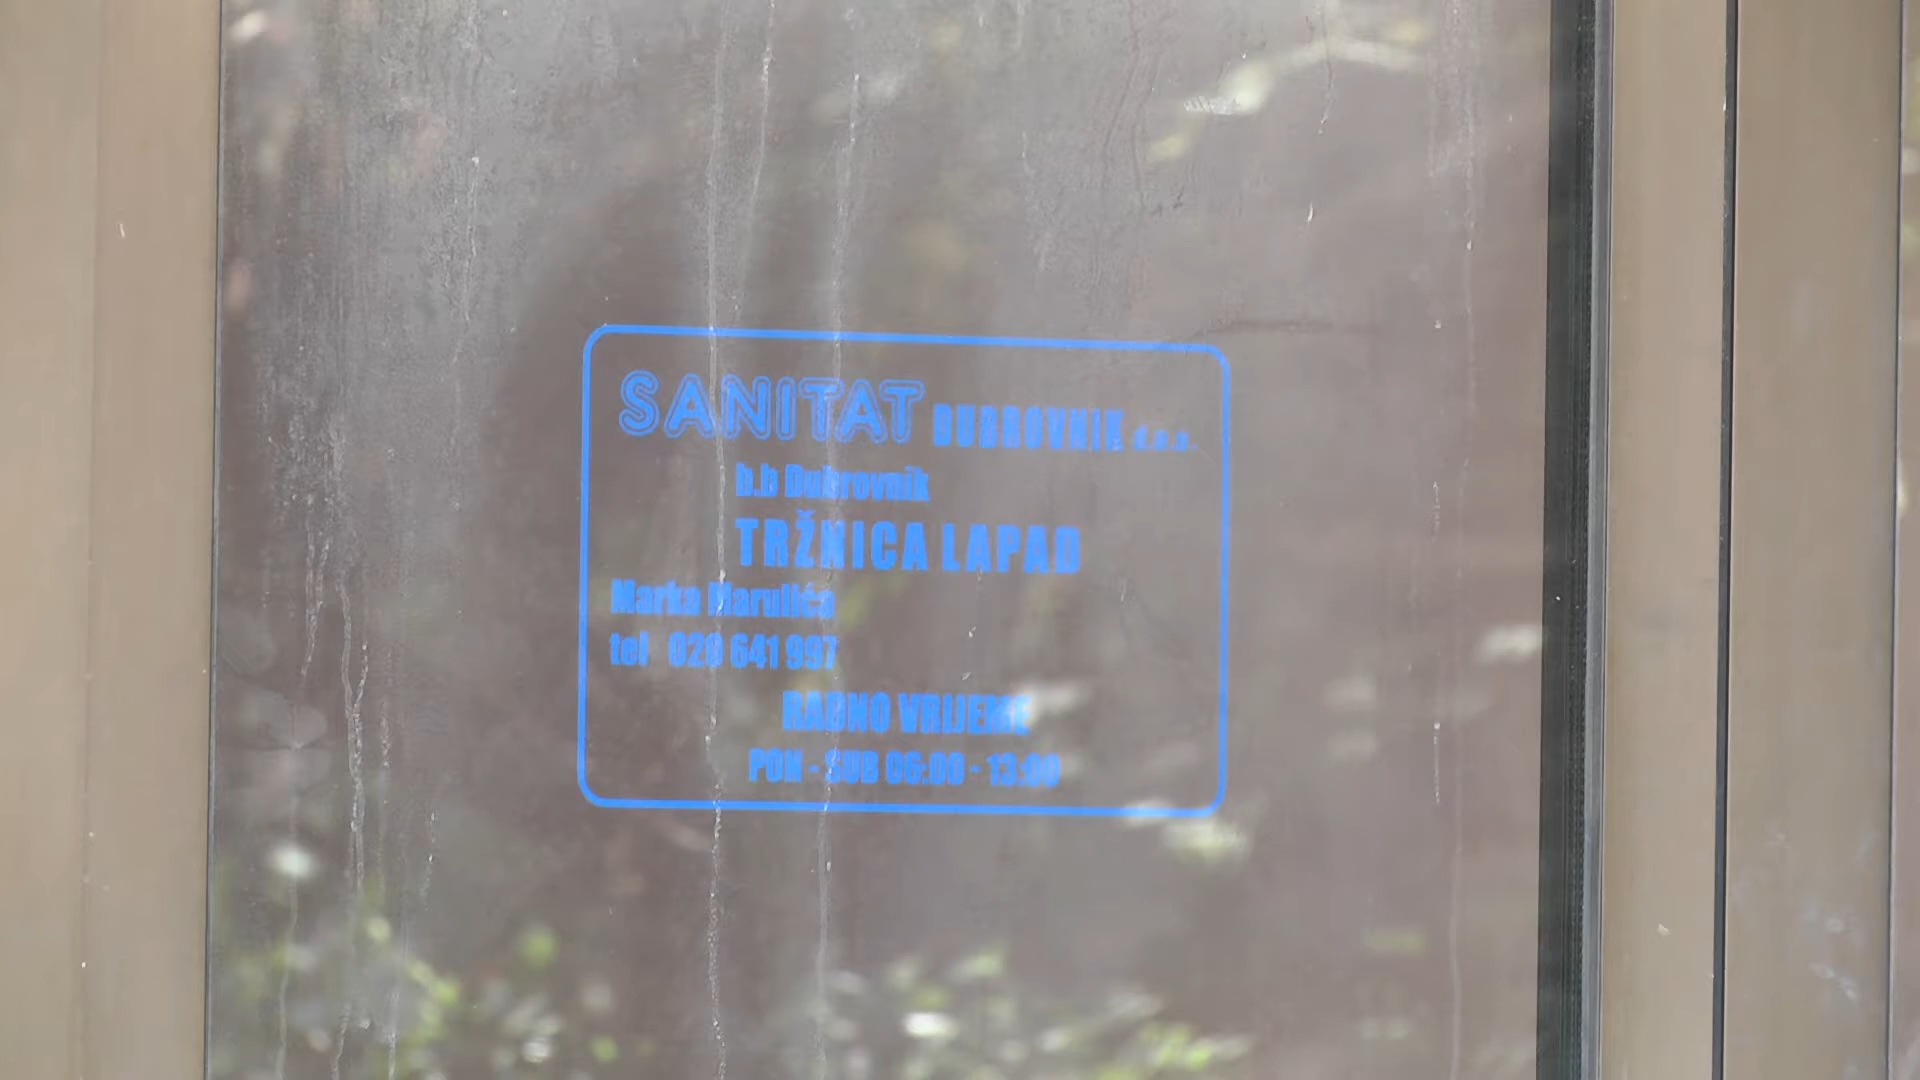 SANITAT DUBROVNIK d.o.o.
b.b Dubrovnik
TRŽNICA LAPAD
Marka Marulića
tel 020 641 997
RADNO VRIJEME
PON - SUB 06:00 - 13:00